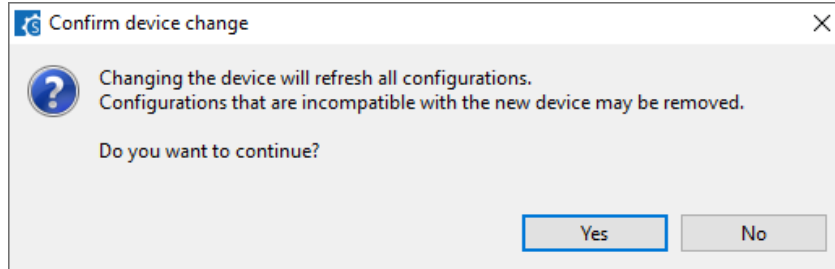 Confirm device change
Changing the device will refresh all configurations.
Configurations that are incompatible with the new device may be removed.
Do you want to continue?
Yes
No